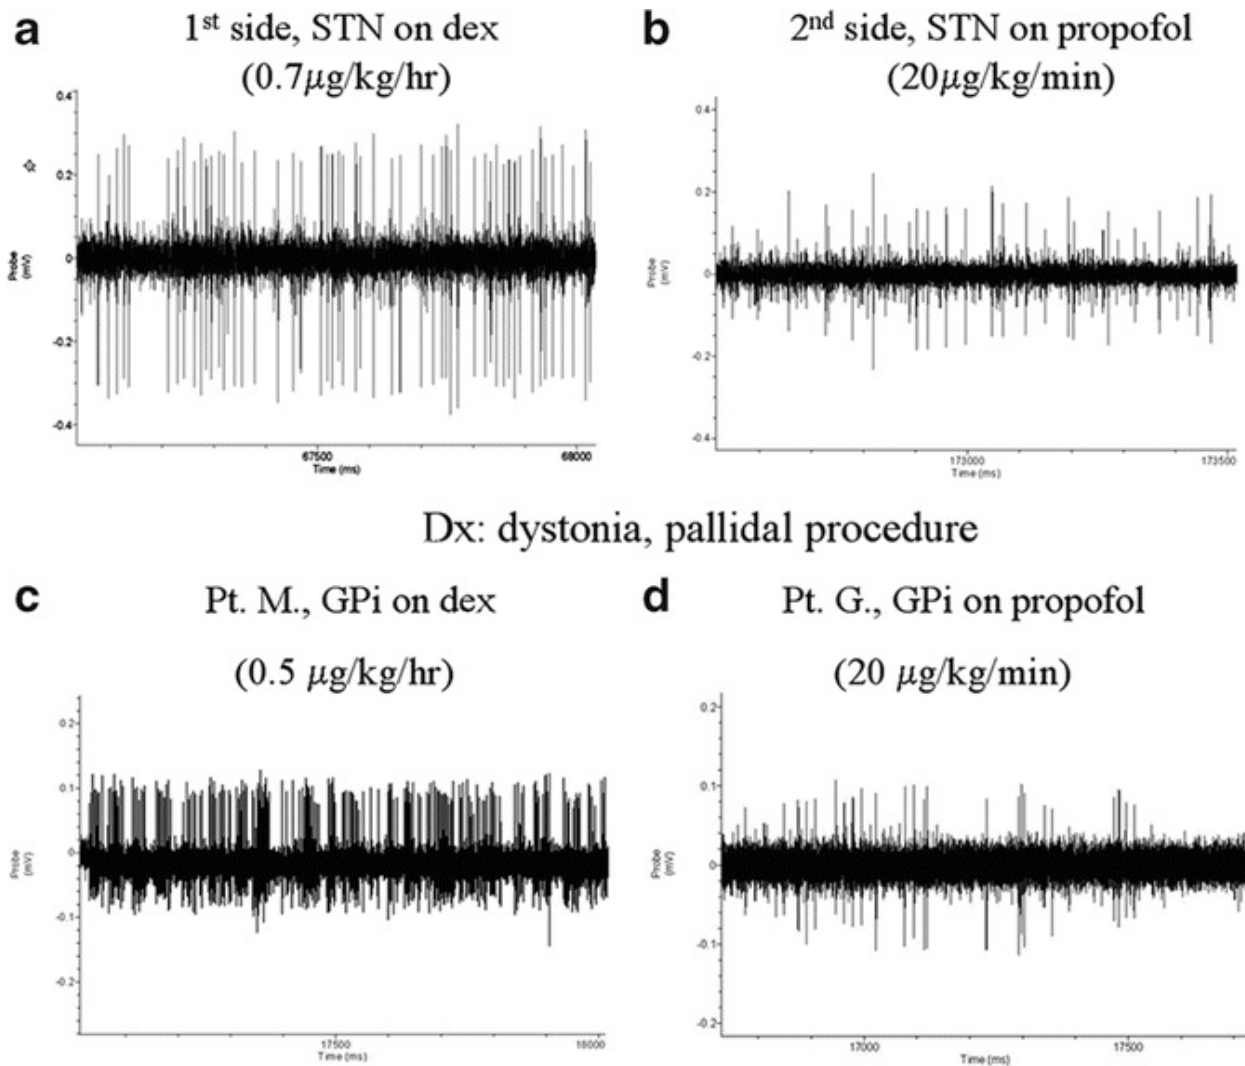 a
1st side, STN on dex
(0.7μg/kg/hr)
0.4
0.2
0
-0.2
-0.4
Probe
(mV)
67500
68000
Time (ms)
b
2nd side, STN on propofol
(20μg/kg/min)
0.4
0.2
0
-0.2
-0.4
Probe
(mV)
173000
173500
Time (ms)
Dx: dystonia, pallidal procedure
c
Pt. M., GPi on dex
(0.5 μg/kg/hr)
0.2
0.1
0
-0.1
-0.2
Probe
(mV)
17500
18000
Time (ms)
d
Pt. G., GPi on propofol
(20 μg/kg/min)
0.2
0.1
0
-0.1
-0.2
Probe
(mV)
17000
17500
Time (ms)